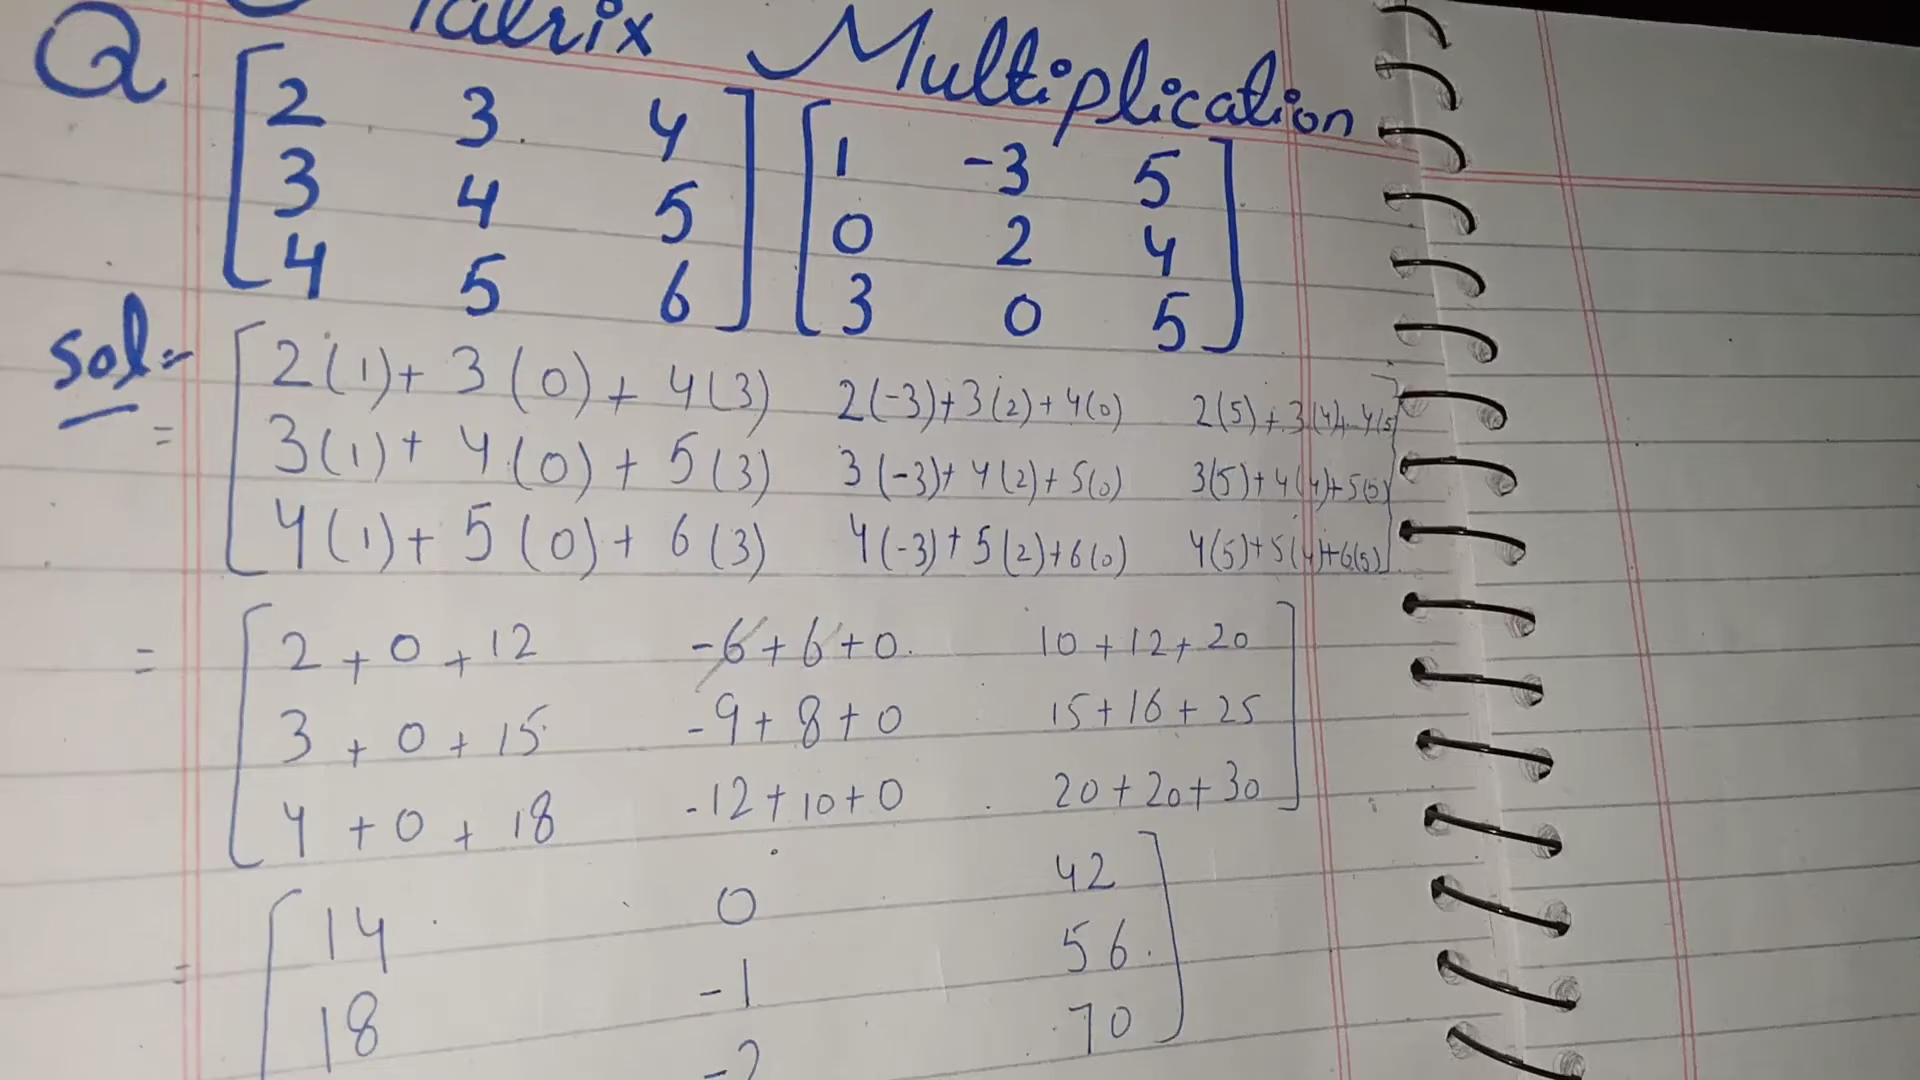 Matrix Multiplication
Q [ 2 3 4 ] [ 1 -3 5 ]
3 4 5 0 2 4
4 5 6 3 0 5
Sol=
= [ 2(1)+3(0)+4(3) 2(-3)+3(2)+4(0) 2(5)+3(4)+4(5) ]
3(1)+4(0)+5(3) 3(-3)+4(2)+5(0) 3(5)+4(4)+5(5)
4(1)+5(0)+6(3) 4(-3)+5(2)+6(0) 4(5)+5(4)+6(5)
= [ 2+0+12 -6+6+0 10+12+20 ]
3+0+15 -9+8+0 15+16+25
4+0+18 -12+10+0 20+20+30
= [ 14 0 42 ]
18 -1 56
-2 70